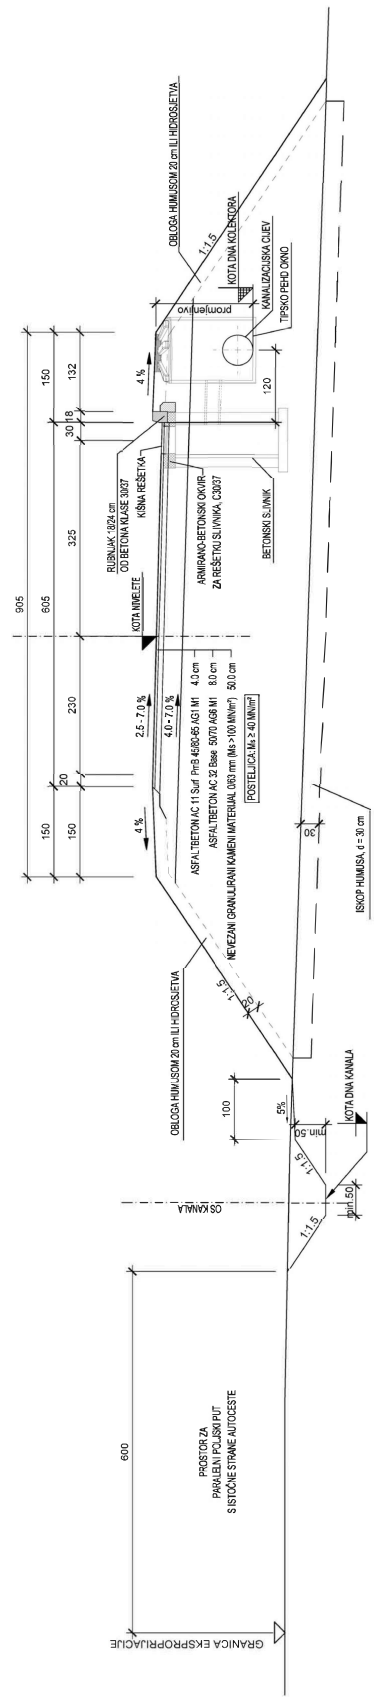 GRANICA EKSPROPRIJACIJE
600
PROSTOR ZA
PARALELNI POLJSKI PUT
S ISTOČNE STRANE AUTOCESTE
OS KANALA
1:1.5
min.50
1:1.5
min.50
KOTA DNA KANALA
100
5%
OBLOGA HUMUSOM 20 cm ILI HIDROSJETVA
1:1.5
20
905
150
605
150
150
20
230
325
30
18
132
4 %
2.5 - 7.0 %
4.0 - 7.0 %
KOTA NIVELETE
ASFALTBETON AC 11 Surf PmB 45/80-65 AG1 M1 4.0 cm
ASFALTBETON AC 32 Base 50/70 AG6 M1 8.0 cm
NEVEZANI GRANULIRANI KAMENI MATERIJAL 0/63 mm (Ms >100 MN/m²) 50.0 cm
POSTELJICA: Ms ≥ 40 MN/m²
30
ISKOP HUMUSA, d = 30 cm
RUBNJAK 18/24 cm
OD BETONA KLASE 30/37
KIŠNA REŠETKA
ARMIRANO-BETONSKI OKVIR
ZA REŠETKU SLIVNIKA, C30/37
BETONSKI SLIVNIK
4 %
120
promjenjivo
KOTA DNA KOLEKTORA
KANALIZACIJSKA CIJEV
TIPSKO PEHD OKNO
OBLOGA HUMUSOM 20 cm ILI HIDROSJETVA
1:1.5